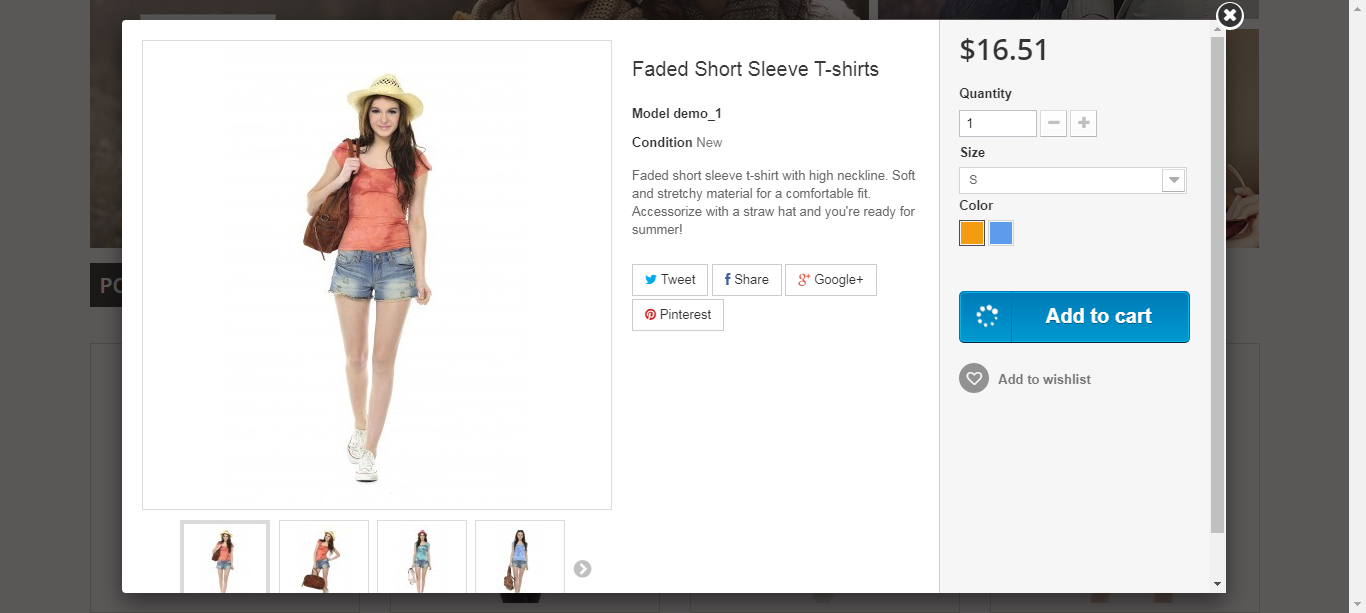 Faded Short Sleeve T-shirts
Model demo_1
Condition New
Faded short sleeve t-shirt with high neckline. Soft
and stretchy material for a comfortable fit.
Accessorize with a straw hat and you're ready for
summer!
Tweet
Share
Google+
Pinterest
$16.51
Quantity
1
Size
S
Color
Add to cart
Add to wishlist